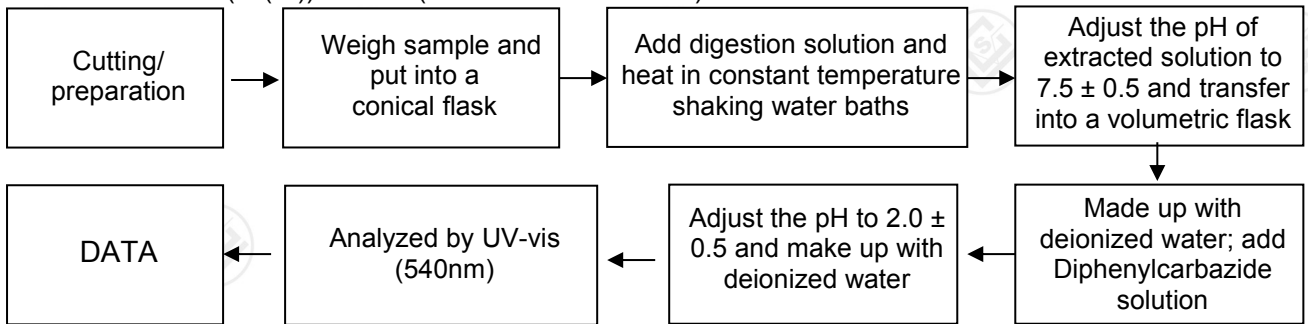 Cutting/
preparation
Weigh sample and
put into a
conical flask
Add digestion solution and
heat in constant temperature
shaking water baths
Adjust the pH of
extracted solution to
7.5 ± 0.5 and transfer
into a volumetric flask
Made up with
deionized water; add
Diphenylcarbazide
solution
Adjust the pH to 2.0 ±
0.5 and make up with
deionized water
Analyzed by UV-vis
(540nm)
DATA